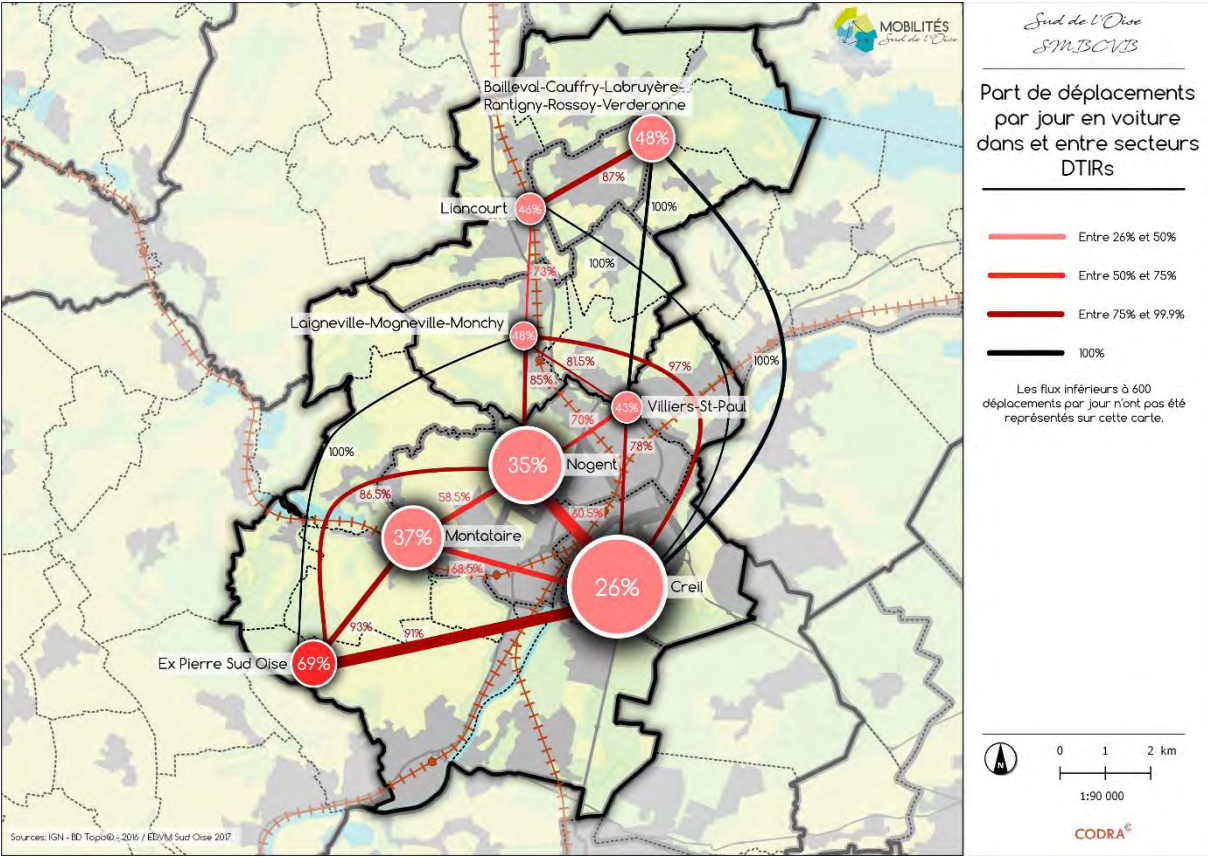 MOBILITÉS
Sud de l'Oise
Bailleval-Cauffry-Labruyère-
Rantigny-Rossoy-Verderonne
48%
87%
Liancourt
46%
100%
100%
73%
Laigneville-Mogneville-Monchy
48%
81.5%
97%
100%
85%
43%
Villiers-St-Paul
70%
100%
78%
35%
Nogent
86.5%
58.5%
60.5%
37%
Montataire
68.5%
26%
Creil
93%
91%
Ex Pierre Sud Oise
69%
Sources: IGN - BD Topo© - 2016 / EDVM Sud Oise 2017
Sud de l'Oise
SMBCVB
Part de déplacements
par jour en voiture
dans et entre secteurs
DTIRs
Entre 26% et 50%
Entre 50% et 75%
Entre 75% et 99.9%
100%
Les flux inférieurs à 600
déplacements par jour n'ont pas été
représentés sur cette carte.
N
0 1 2 km
1:90 000
CODRA